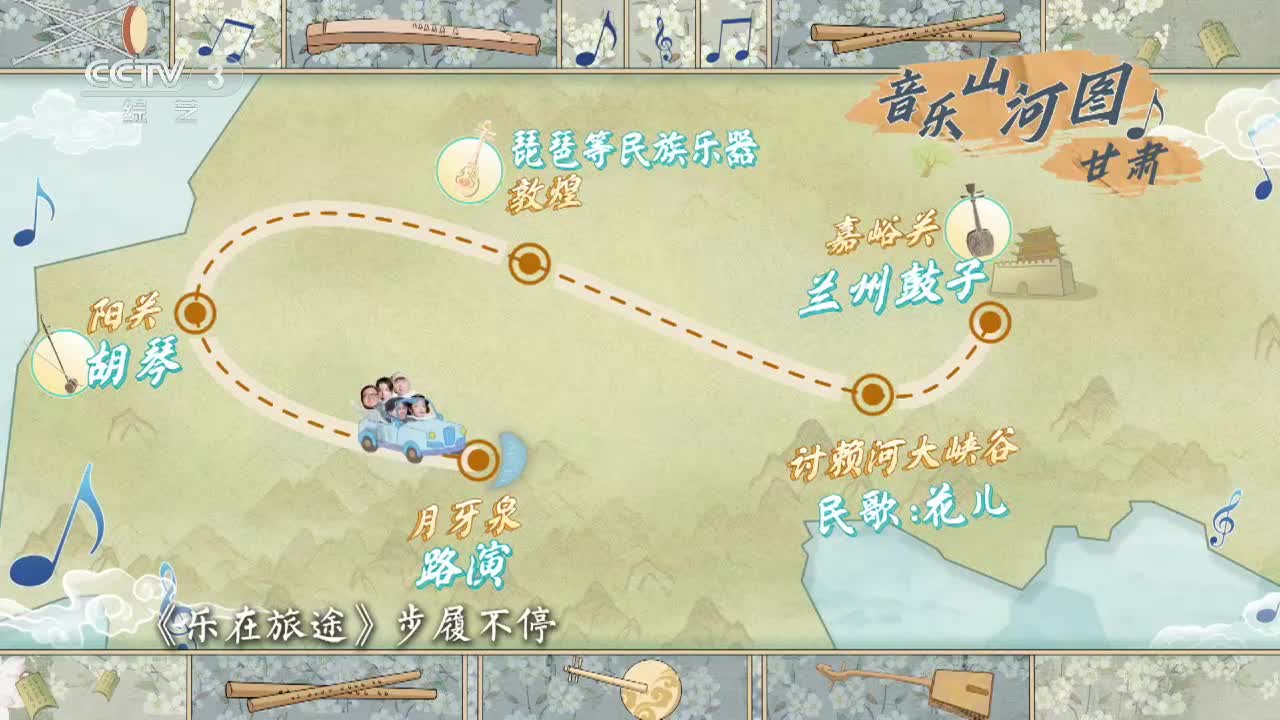 CCTV 3
综艺
音乐山河图
甘肃
琵琶等民族乐器
敦煌
嘉峪关
兰州鼓子
阳关
胡琴
讨赖河大峡谷
民歌:花儿
月牙泉
路演
《乐在旅途》步履不停